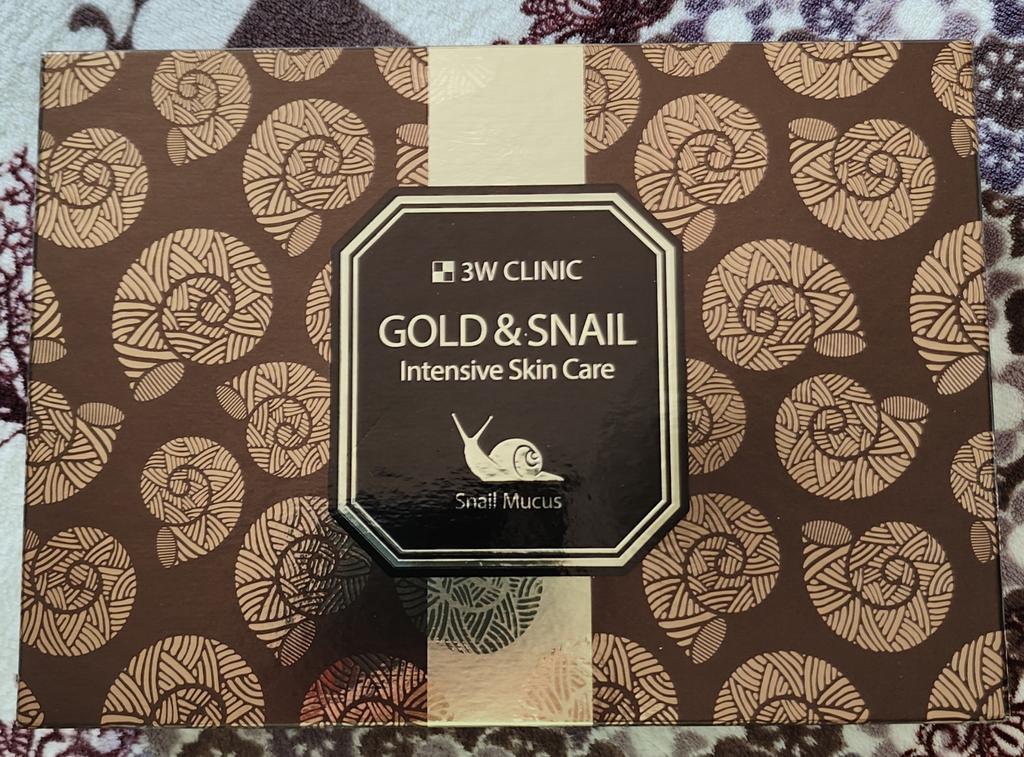 3W CLINIC
GOLD & SNAIL
Intensive Skin Care
Snail Mucus